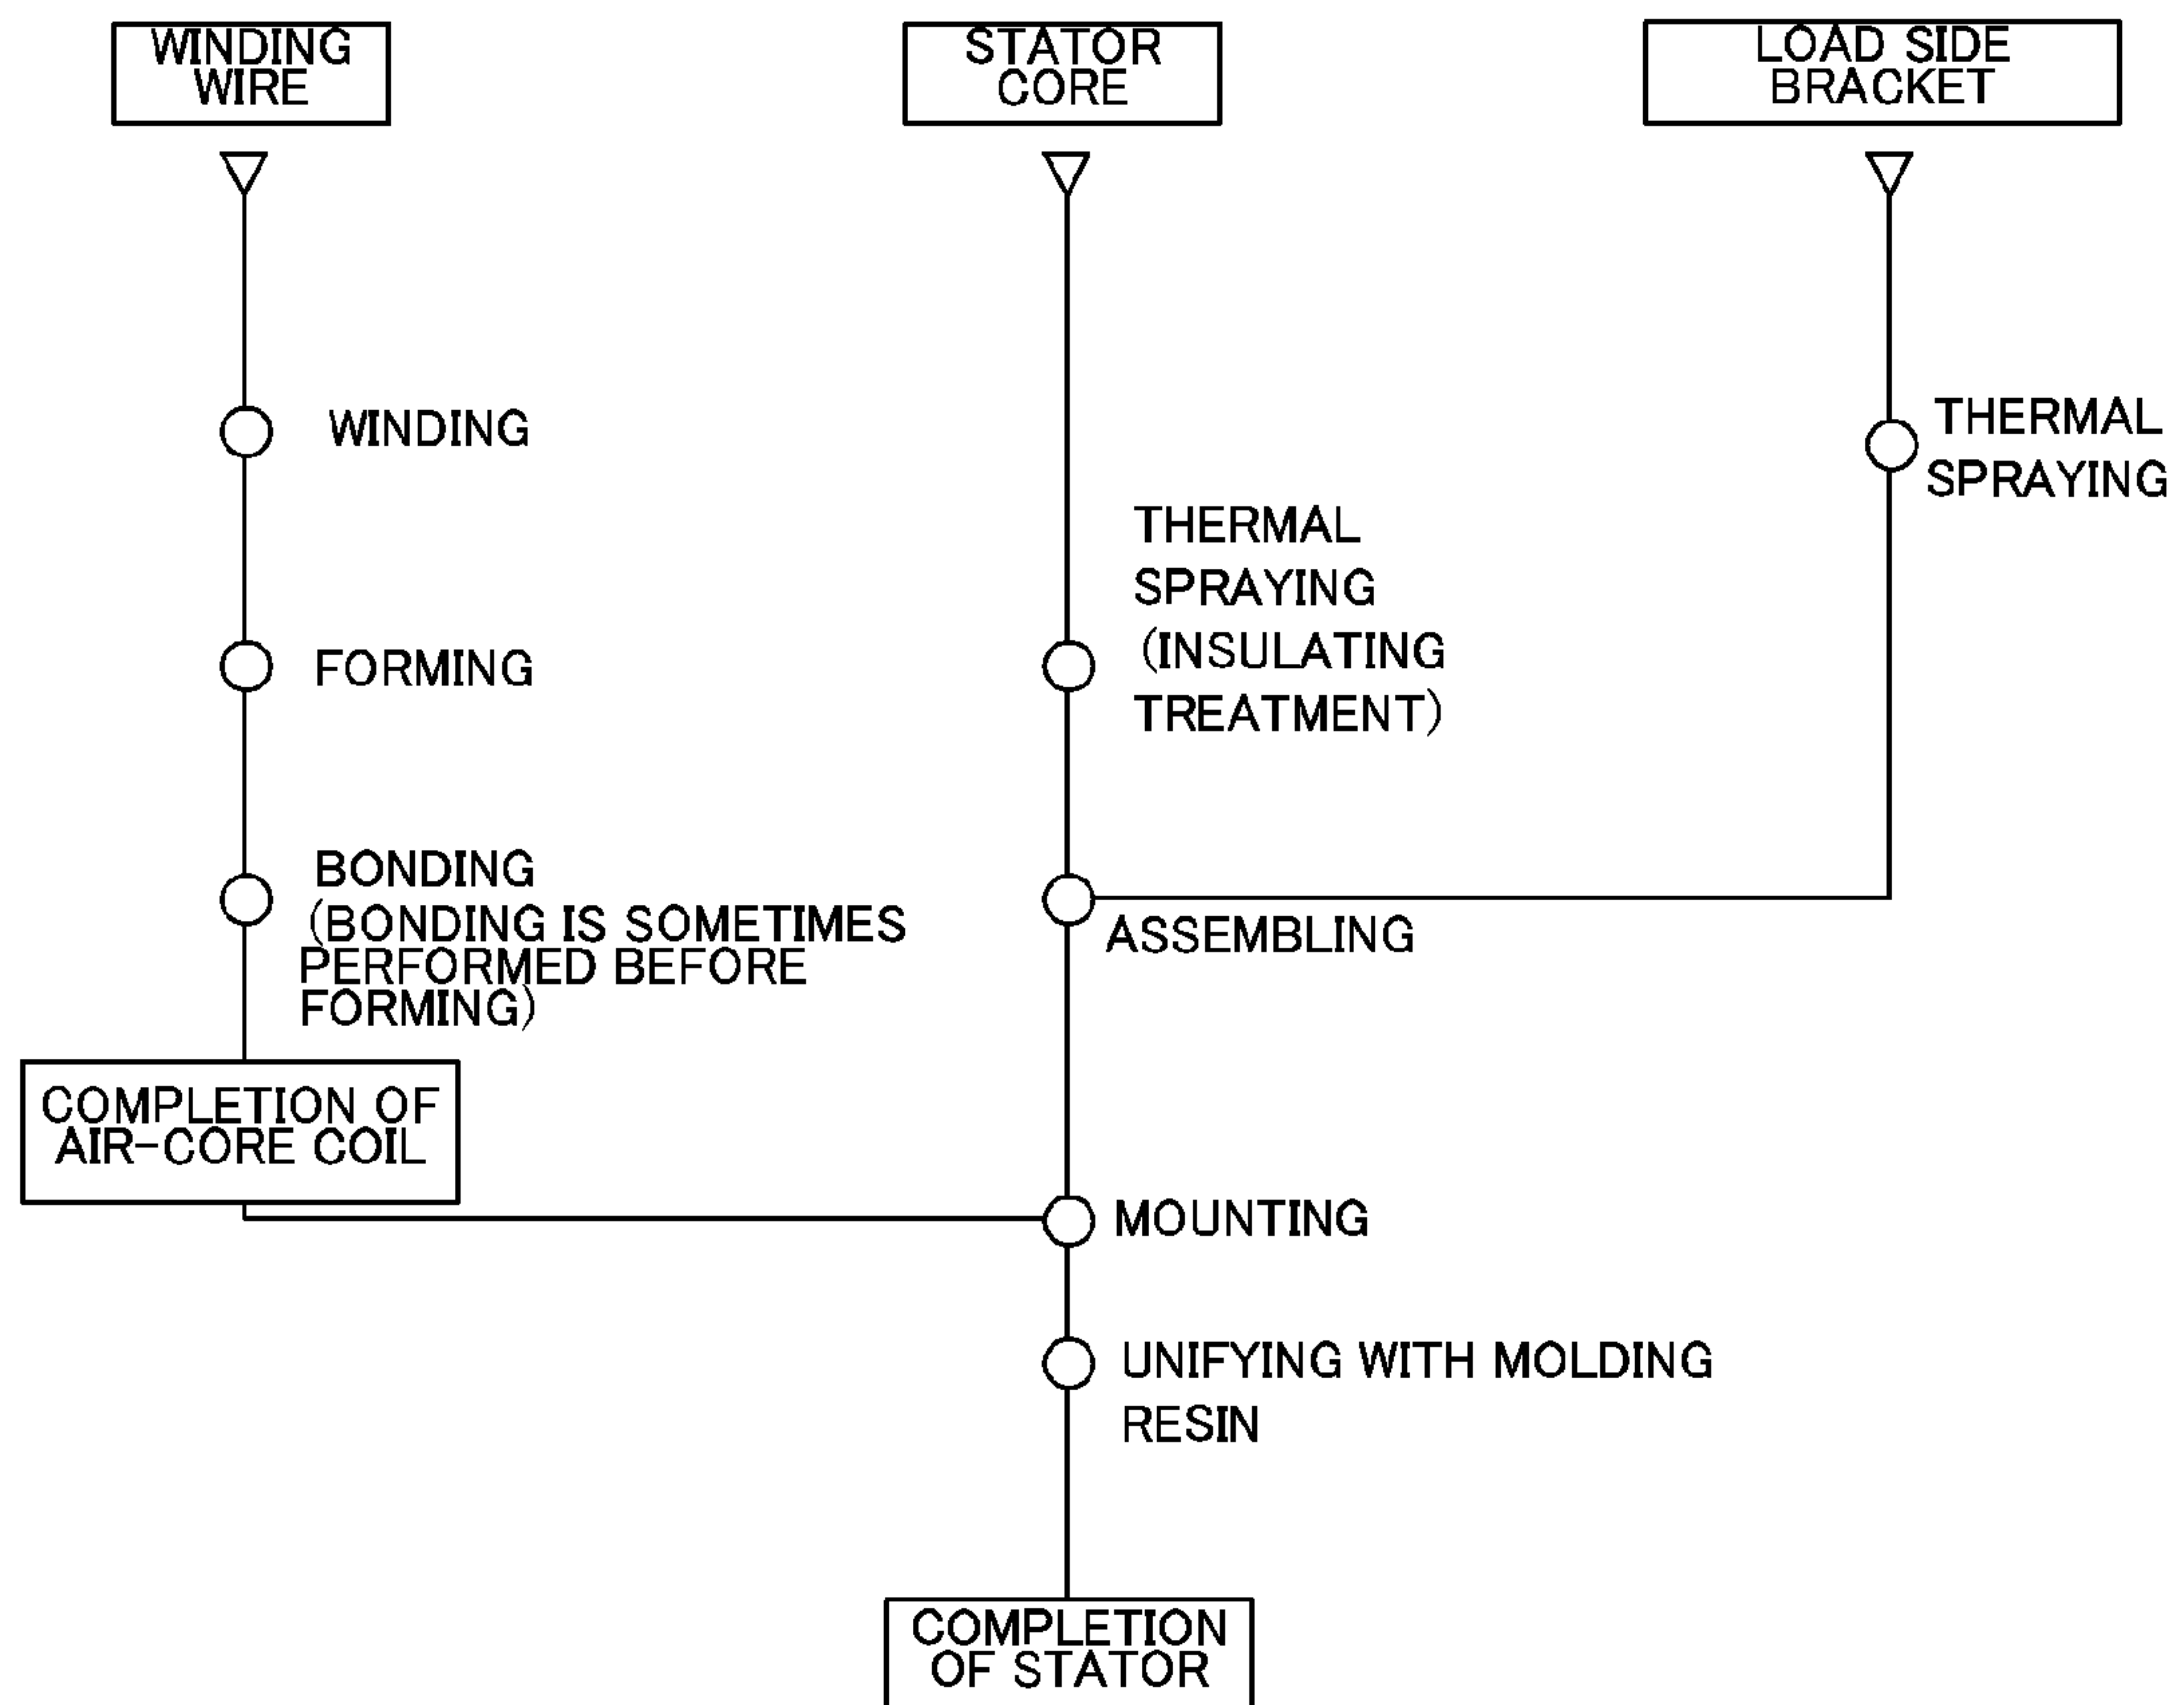 WINDING
WIRE
STATOR
CORE
LOAD SIDE
BRACKET
WINDING
THERMAL
SPRAYING
THERMAL
SPRAYING
(INSULATING
TREATMENT)
FORMING
BONDING
(BONDING IS SOMETIMES
PERFORMED BEFORE
FORMING)
ASSEMBLING
COMPLETION OF
AIR-CORE COIL
MOUNTING
UNIFYING WITH MOLDING
RESIN
COMPLETION
OF STATOR